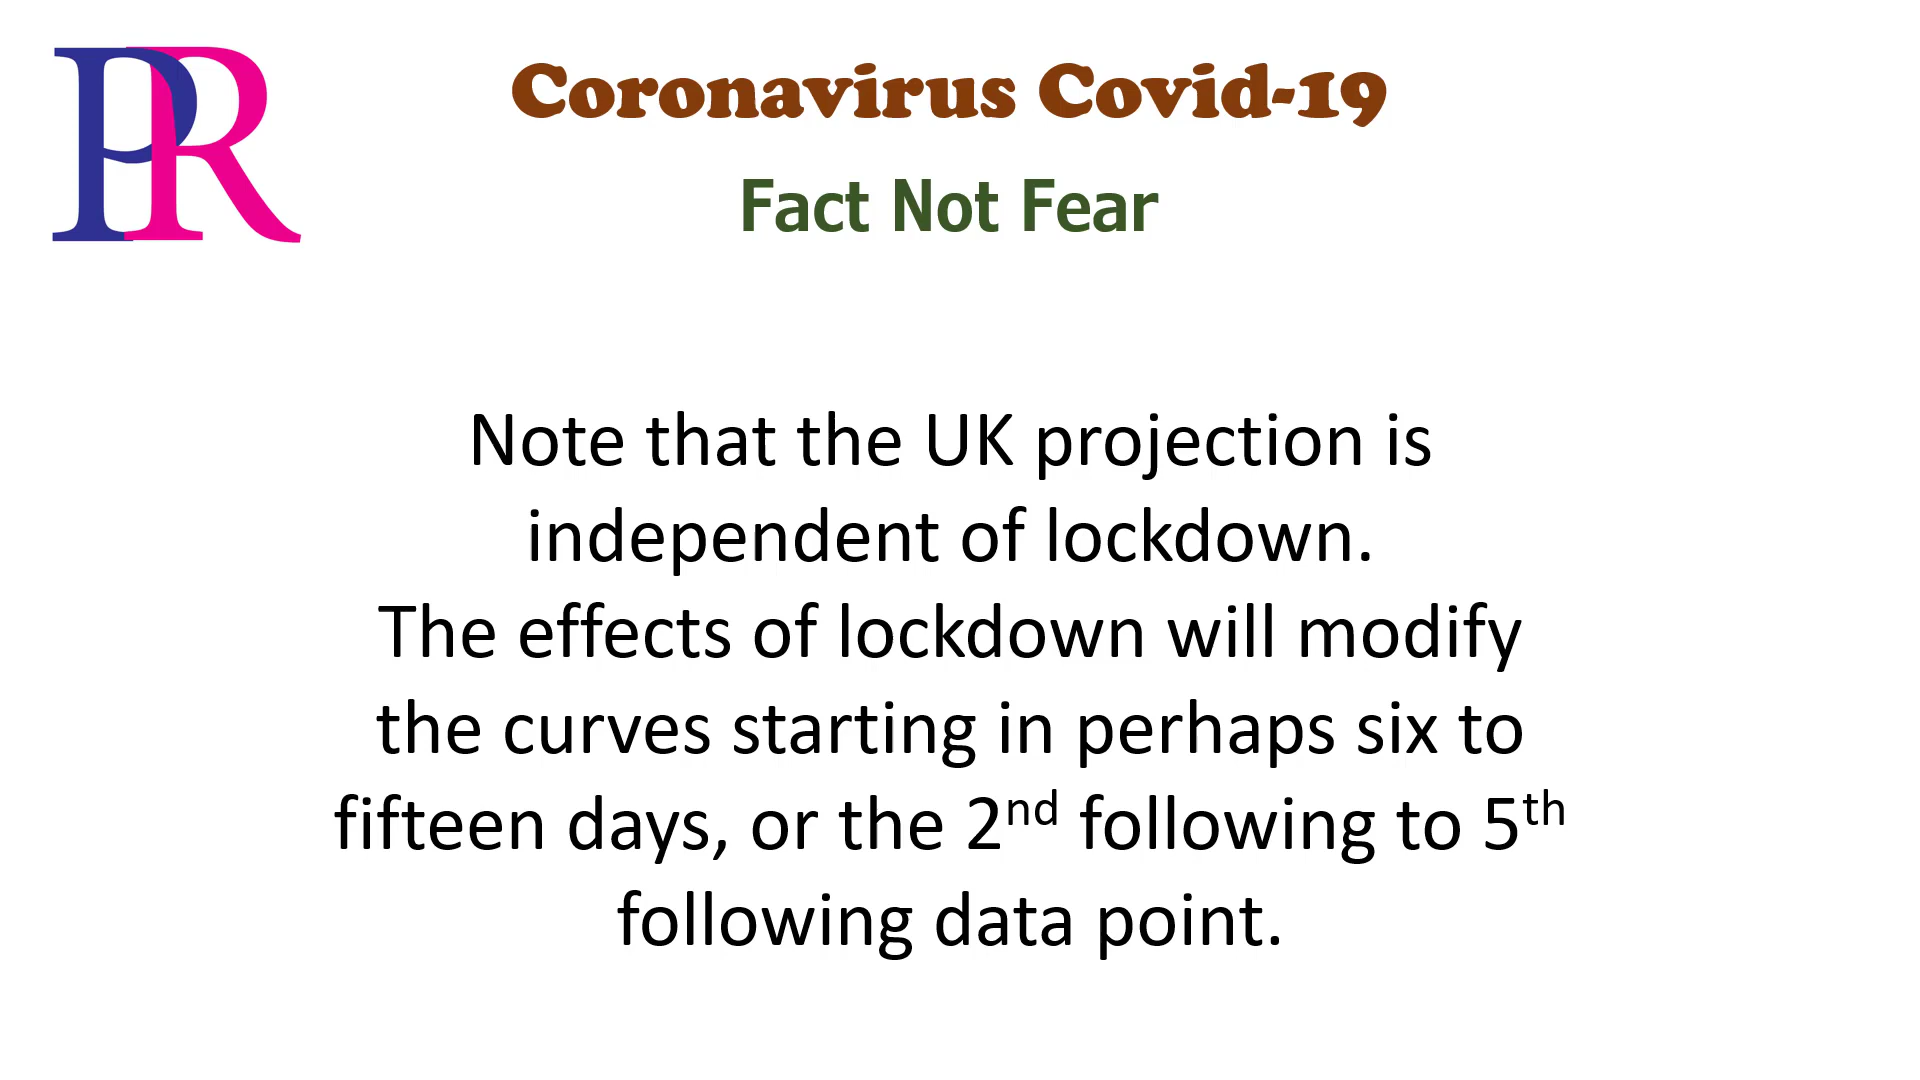 PR
Coronavirus Covid-19
Fact Not Fear
Note that the UK projection is
independent of lockdown.
The effects of lockdown will modify
the curves starting in perhaps six to
fifteen days, or the 2nd following to 5th
following data point.